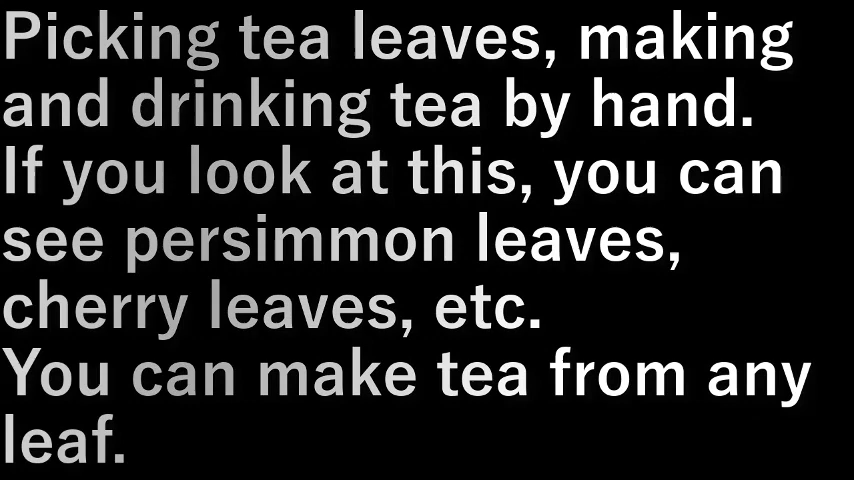 Picking tea leaves, making
and drinking tea by hand.
If you look at this, you can
see persimmon leaves,
cherry leaves, etc.
You can make tea from any
leaf.